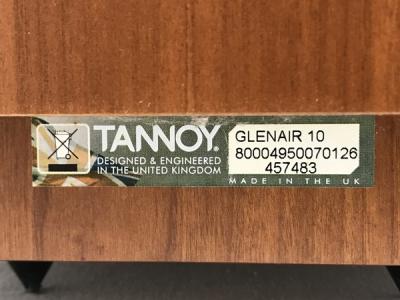 TANNOY.
DESIGNED & ENGINEERED
IN THE UNITED KINGDOM
GLENAIR 10
80004950070126
457483
MADE IN THE UK